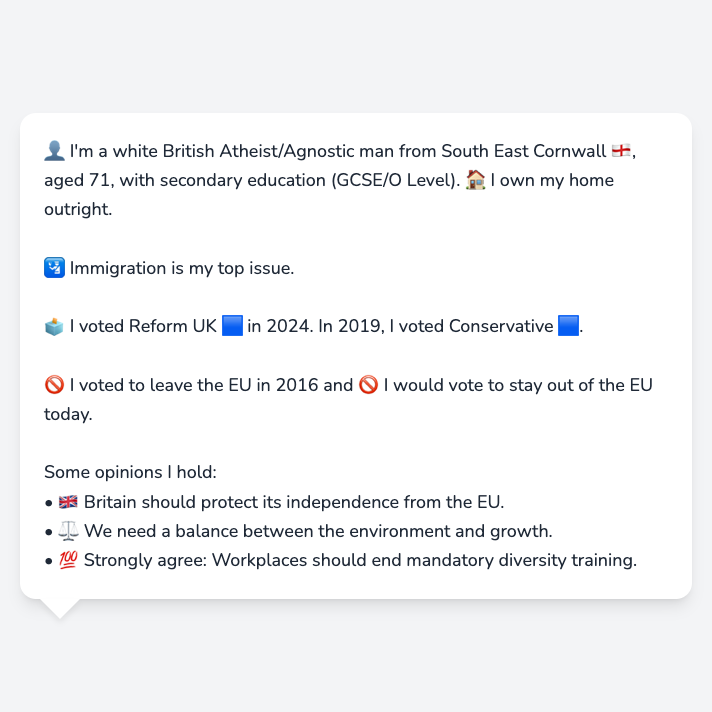 👤 I'm a white British Atheist/Agnostic man from South East Cornwall 🏴󠁧󠁢󠁥󠁮󠁧󠁿,
aged 71, with secondary education (GCSE/O Level). 🏠 I own my home
outright.
🛂 Immigration is my top issue.
🗳️ I voted Reform UK 🟦 in 2024. In 2019, I voted Conservative 🟦.
🚫 I voted to leave the EU in 2016 and 🚫 I would vote to stay out of the EU
today.
Some opinions I hold:
• 🇬🇧 Britain should protect its independence from the EU.
• ⚖️ We need a balance between the environment and growth.
• 💯 Strongly agree: Workplaces should end mandatory diversity training.